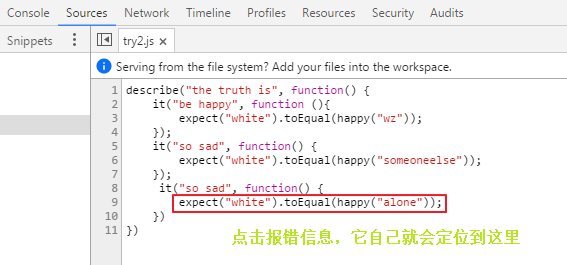 Console Sources Network Timeline Profiles Resources Security Audits
Snippets try2.js ×
Serving from the file system? Add your files into the workspace.
1 describe("the truth is", function() {
2 it("be happy", function (){
3 expect("white").toEqual(happy("wz"));
4 });
5 it("so sad", function() {
6 expect("white").toEqual(happy("someoneelse"));
7 });
8 it("so sad", function() {
9 expect("white").toEqual(happy("alone"));
10 })
11 })
点击报错信息，它自己就会定位到这里